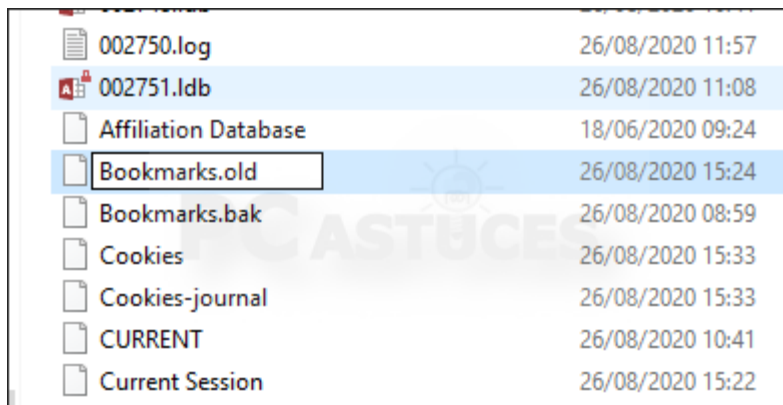 002750.log 26/08/2020 11:57
002751.ldb 26/08/2020 11:08
Affiliation Database 18/06/2020 09:24
Bookmarks.old 26/08/2020 15:24
Bookmarks.bak 26/08/2020 08:59
PC ASTUCES
Cookies 26/08/2020 15:33
Cookies-journal 26/08/2020 15:33
CURRENT 26/08/2020 10:41
Current Session 26/08/2020 15:22